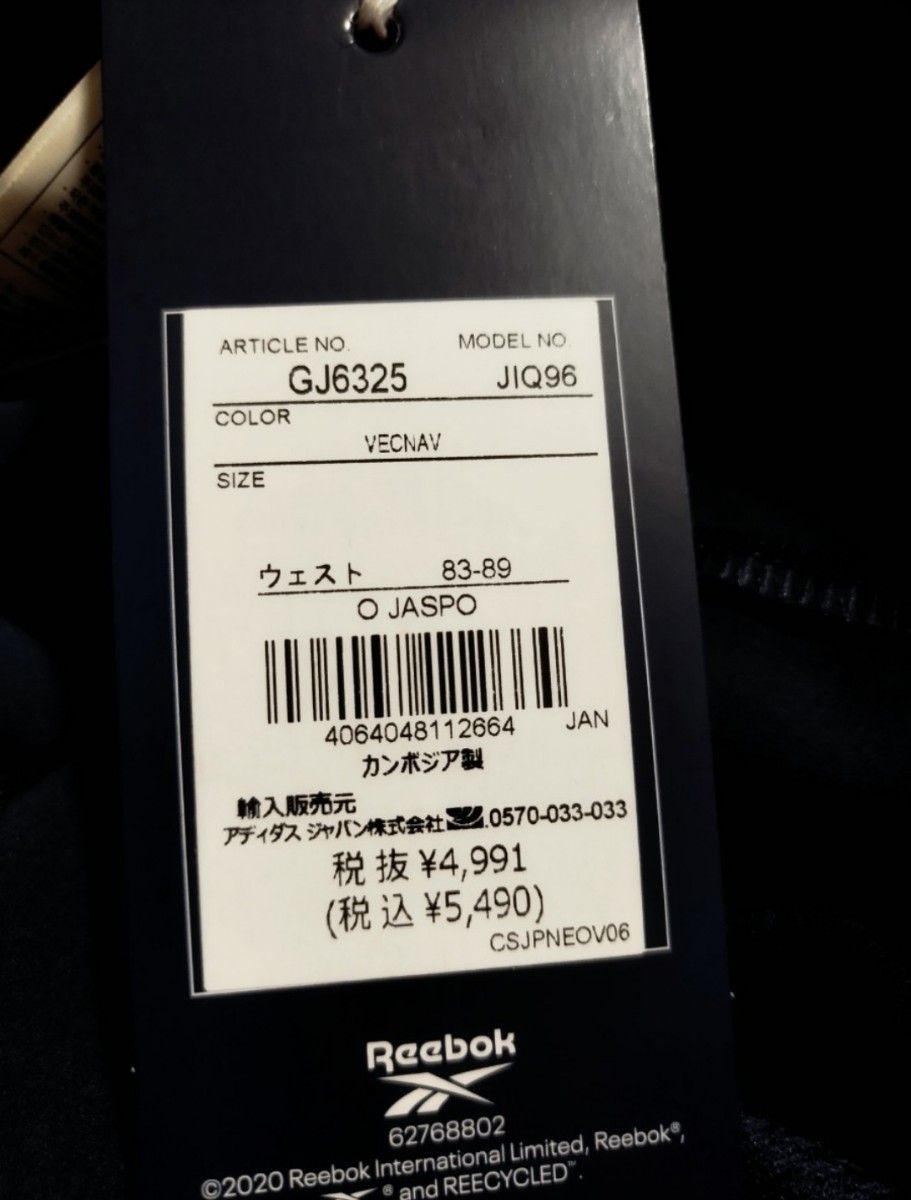 ARTICLE NO. MODEL NO.
GJ6325 JIQ96
COLOR
VECNAV
SIZE
ウェスト 83-89
O JASPO
4064048112664 JAN
カンボジア製
輸入販売元
アディダス ジャパン株式会社 .0570-033-033
税 抜 ¥4,991
(税 込 ¥5,490)
CSJPNEOV06
Reebok
62768802
©2020 Reebok International Limited, Reebok®,
® and REECYCLED™.